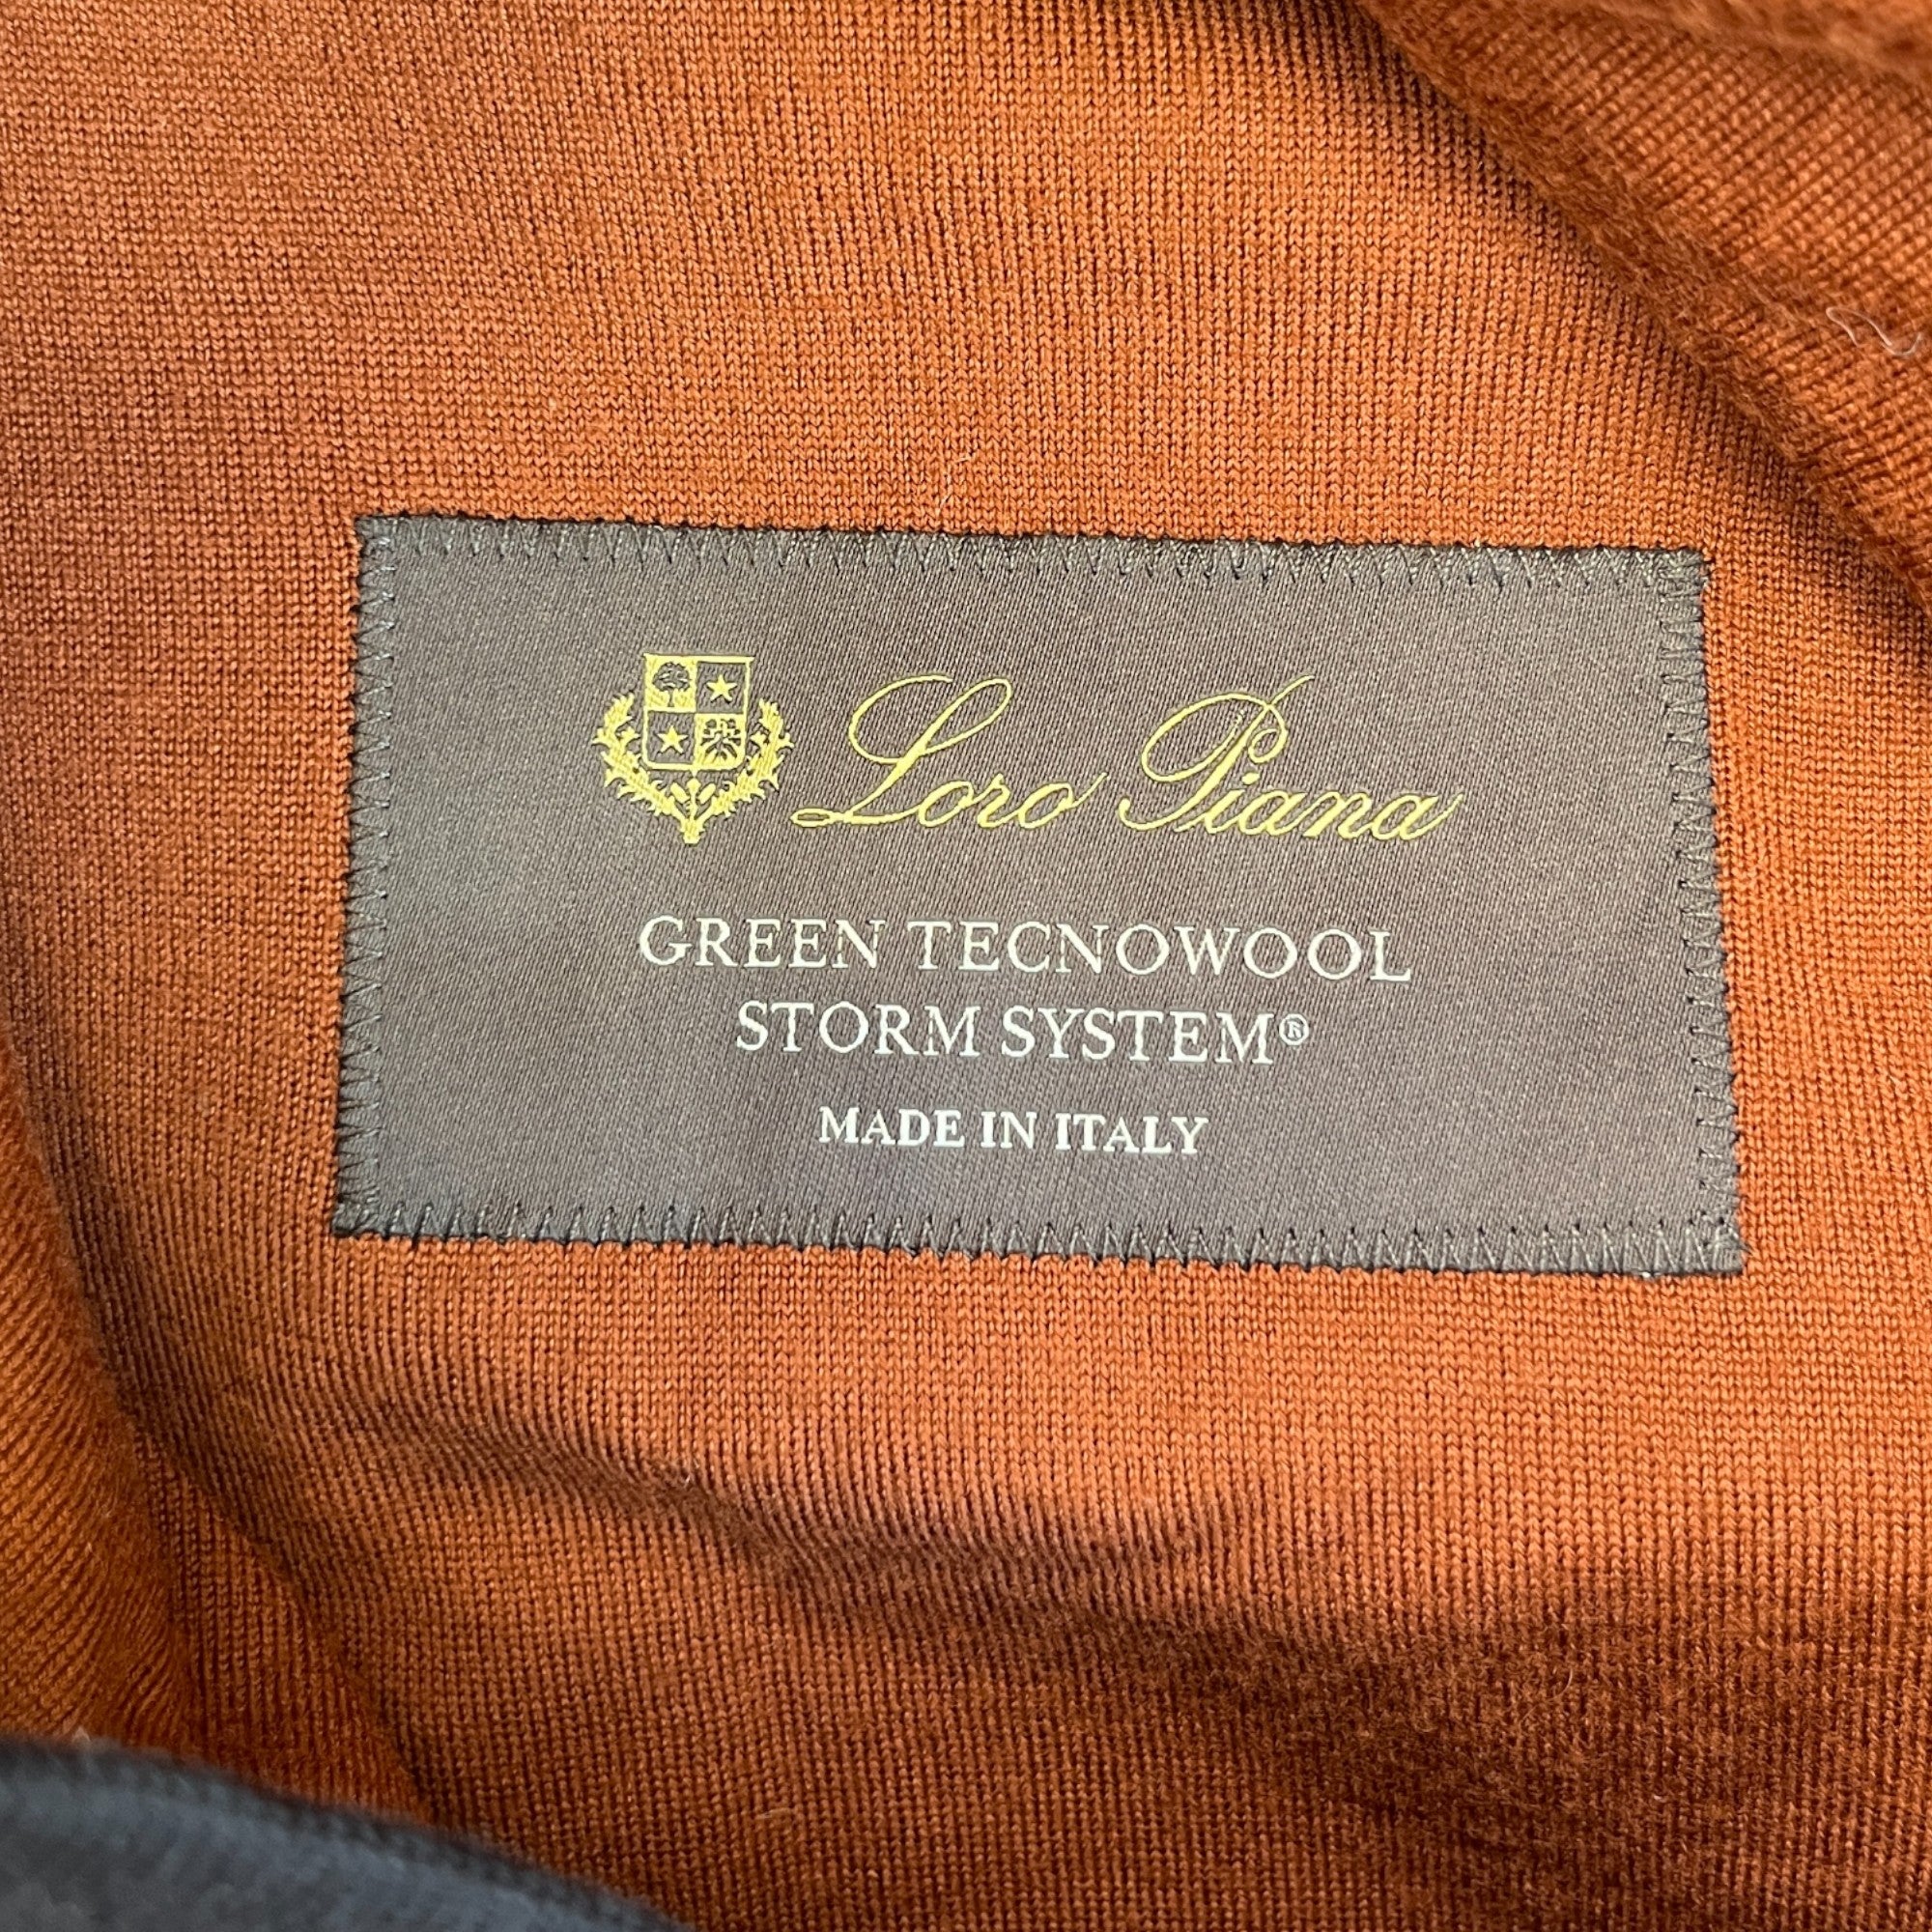 Loro Piana
GREEN TECNOWOOL
STORM SYSTEM®
MADE IN ITALY